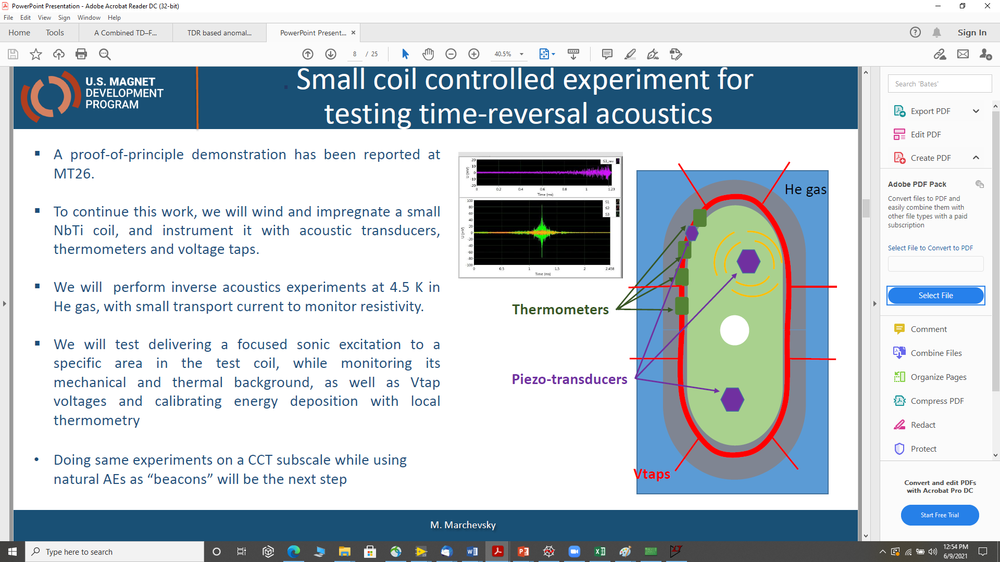 PowerPoint Presentation - Adobe Acrobat Reader DC (32-bit)
File Edit View Sign Window Help
Home Tools A Combined TD–F... TDR based anomal... PowerPoint Present... Sign In
8 / 25 40.5%
U.S. MAGNET
DEVELOPMENT
PROGRAM
Small coil controlled experiment for
testing time-reversal acoustics
A proof-of-principle demonstration has been reported at
MT26.
To continue this work, we will wind and impregnate a small
NbTi coil, and instrument it with acoustic transducers,
thermometers and voltage taps.
We will perform inverse acoustics experiments at 4.5 K in
He gas, with small transport current to monitor resistivity.
We will test delivering a focused sonic excitation to a
specific area in the test coil, while monitoring its
mechanical and thermal background, as well as Vtap
voltages and calibrating energy deposition with local
thermometry
Doing same experiments on a CCT subscale while using
natural AEs as “beacons” will be the next step
S3_rev
20
10
0
-10
-20
U (mV)
0 0.2 0.4 0.6 0.8 1 1.23
Time (ms)
S1
S2
S3
100
80
60
40
20
0
-20
-40
-60
-80
-100
U (mV)
0 0.5 1 1.5 2 2.458
Time (ms)
He gas
Thermometers
Piezo-transducers
Vtaps
M. Marchevsky
Search 'Bates'
Export PDF
Edit PDF
Create PDF
Adobe PDF Pack
Convert files to PDF and
easily combine them with
other file types with a paid
subscription
Select File to Convert to PDF
Select File
Comment
Combine Files
Organize Pages
Compress PDF
Redact
Protect
Convert and edit PDFs
with Acrobat Pro DC
Start Free Trial
Type here to search
12:54 PM
6/9/2021